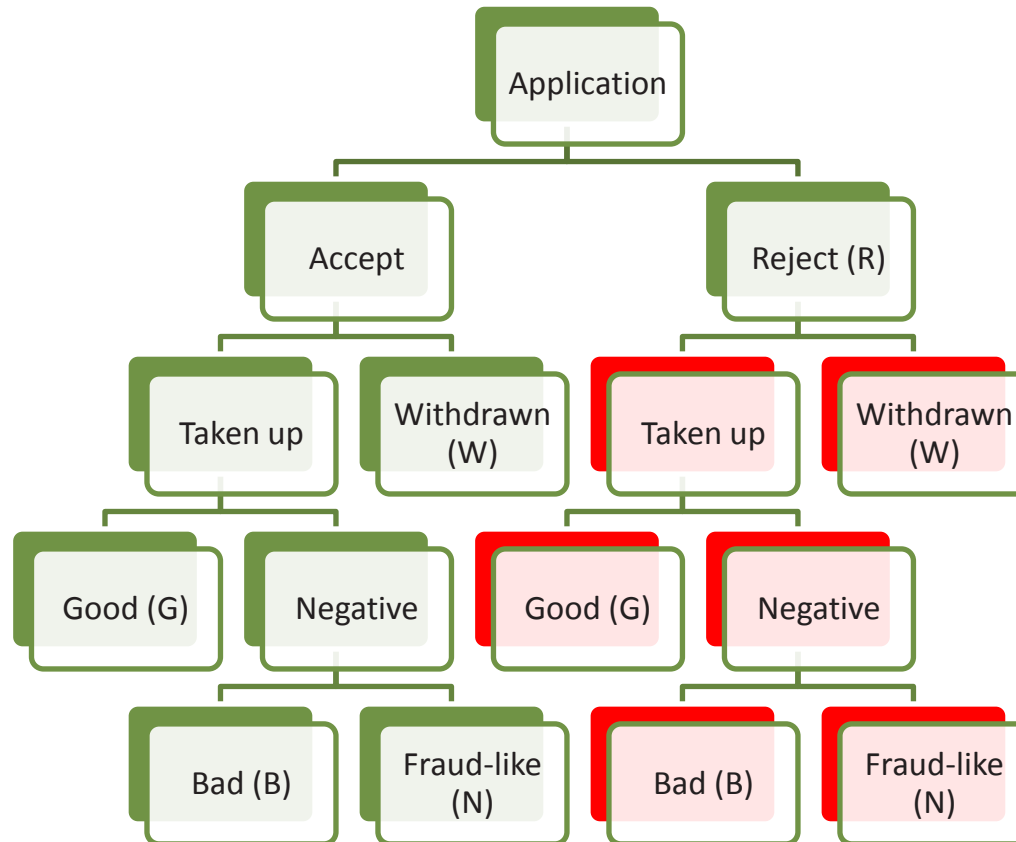 Application
Accept
Reject (R)
Taken up
Withdrawn
(W)
Taken up
Withdrawn
(W)
Good (G)
Negative
Good (G)
Negative
Bad (B)
Fraud-like
(N)
Bad (B)
Fraud-like
(N)